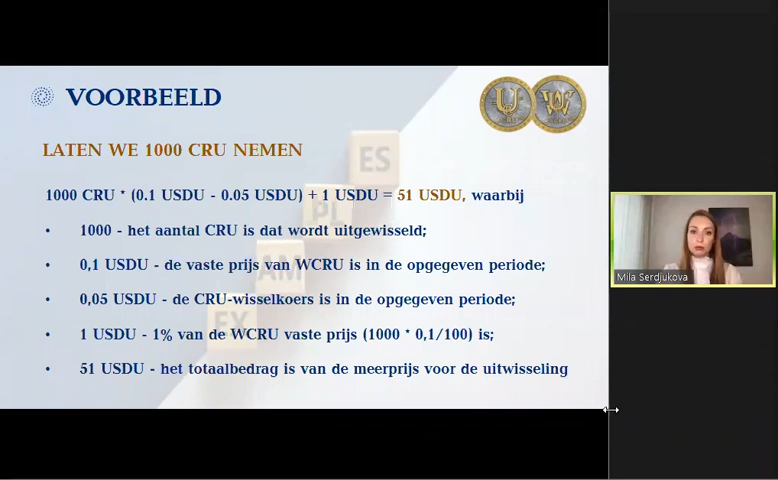 VOORBEELD
LATEN WE 1000 CRU NEMEN
1000 CRU * (0.1 USDU - 0.05 USDU) + 1 USDU = 51 USDU, waarbij
• 1000 - het aantal CRU is dat wordt uitgewisseld;
• 0,1 USDU - de vaste prijs van WCRU is in de opgegeven periode;
• 0,05 USDU - de CRU-wisselkoers is in de opgegeven periode;
• 1 USDU - 1% van de WCRU vaste prijs (1000 * 0,1/100) is;
• 51 USDU - het totaalbedrag is van de meerprijs voor de uitwisseling
ES
PL
AM
EX
Mila Serdjukova